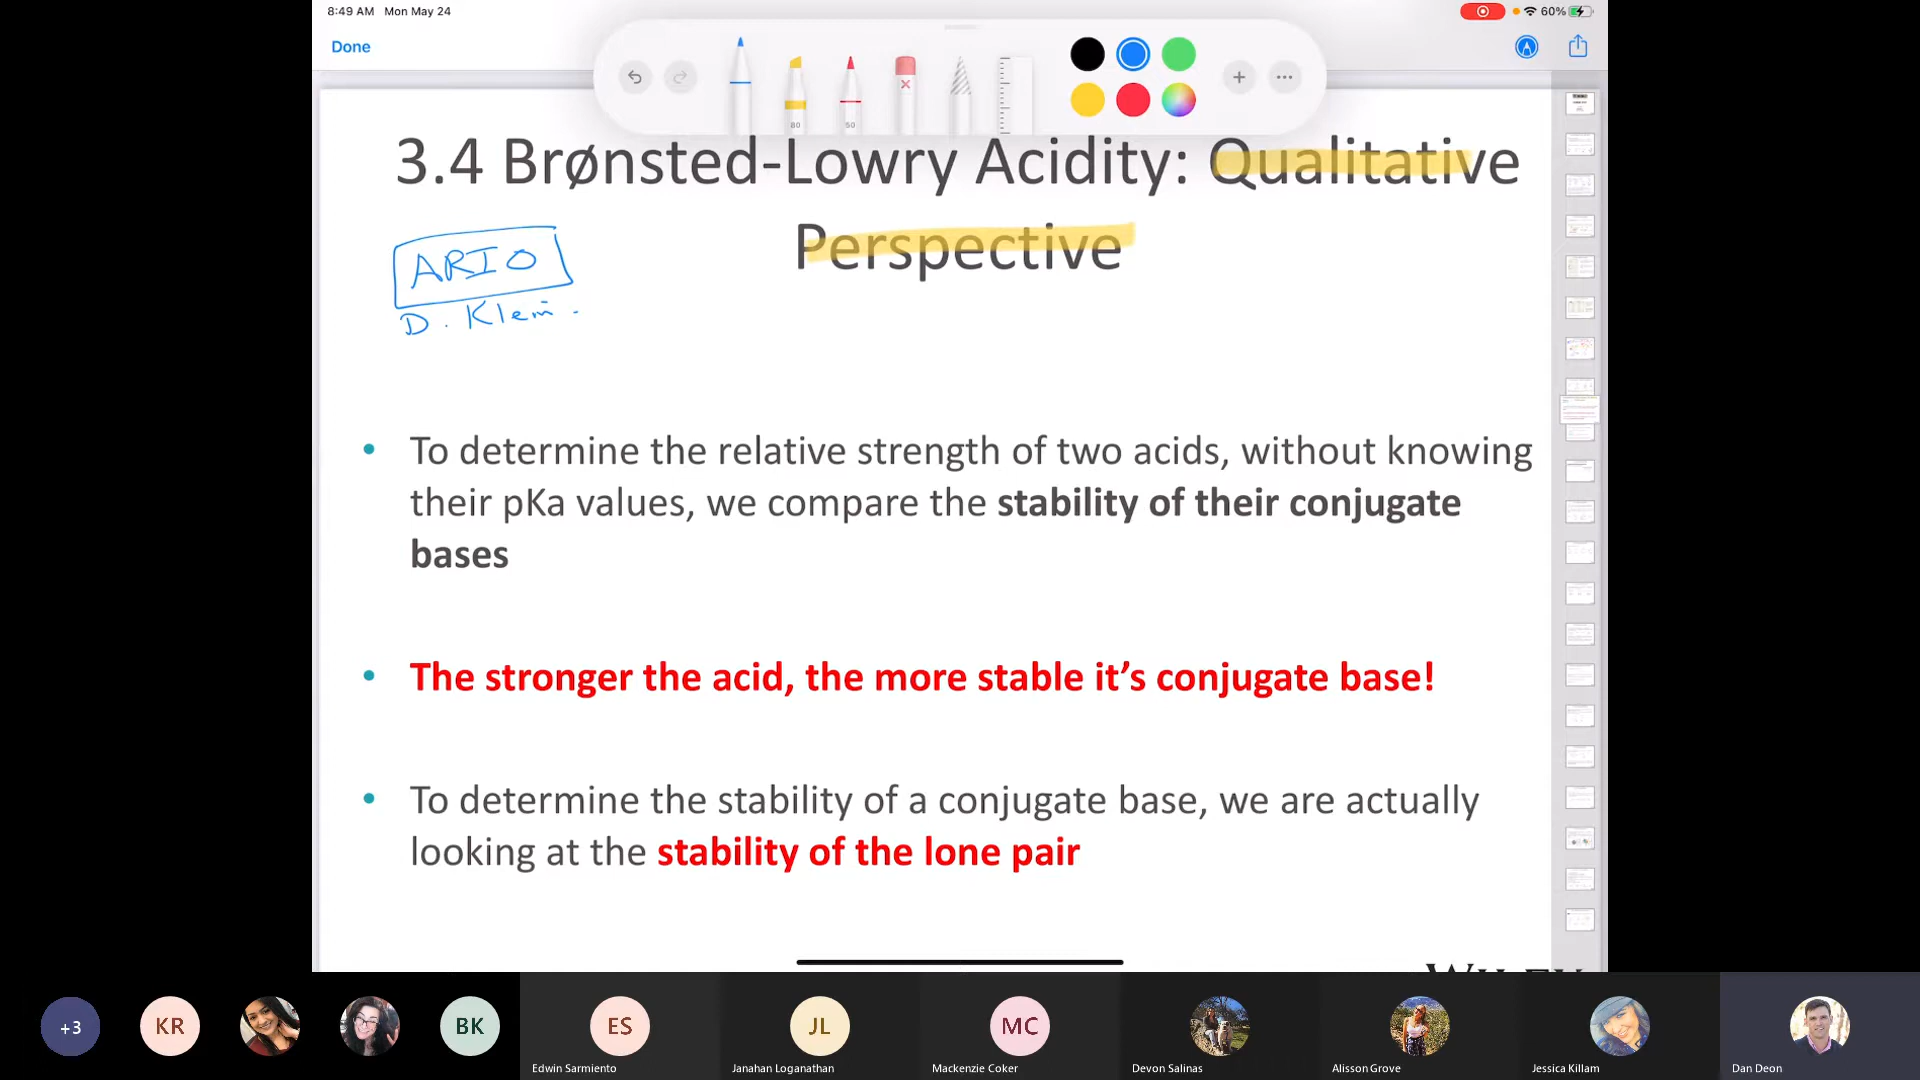 8:49 AM Mon May 24
60%
Done
80
50
3.4 Brønsted-Lowry Acidity: Qualitative
Perspective
ARIO
D. Klein.
• To determine the relative strength of two acids, without knowing
their pKa values, we compare the stability of their conjugate
bases
• The stronger the acid, the more stable it’s conjugate base!
• To determine the stability of a conjugate base, we are actually
looking at the stability of the lone pair
+3
KR
BK
ES
JL
MC
Edwin Sarmiento
Janahan Loganathan
Mackenzie Coker
Devon Salinas
Alisson Grove
Jessica Killam
Dan Deon